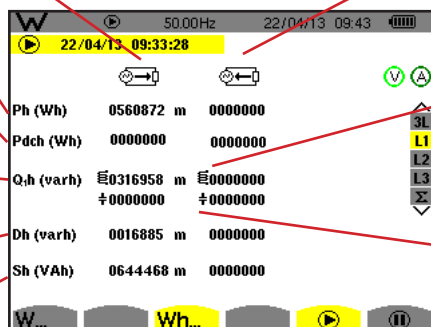 W 50.00Hz 22/04/13 09:43
22/04/13 09:33:28
V A
Ph (Wh) 0560872 m 0000000
3L
Pdch (Wh) 0000000 0000000
L1
L2
Q₁h (varh) 0316958 m 0000000
L3
0000000 0000000
Σ
Dh (varh) 0016885 m 0000000
Sh (VAh) 0644468 m 0000000
W... Wh...